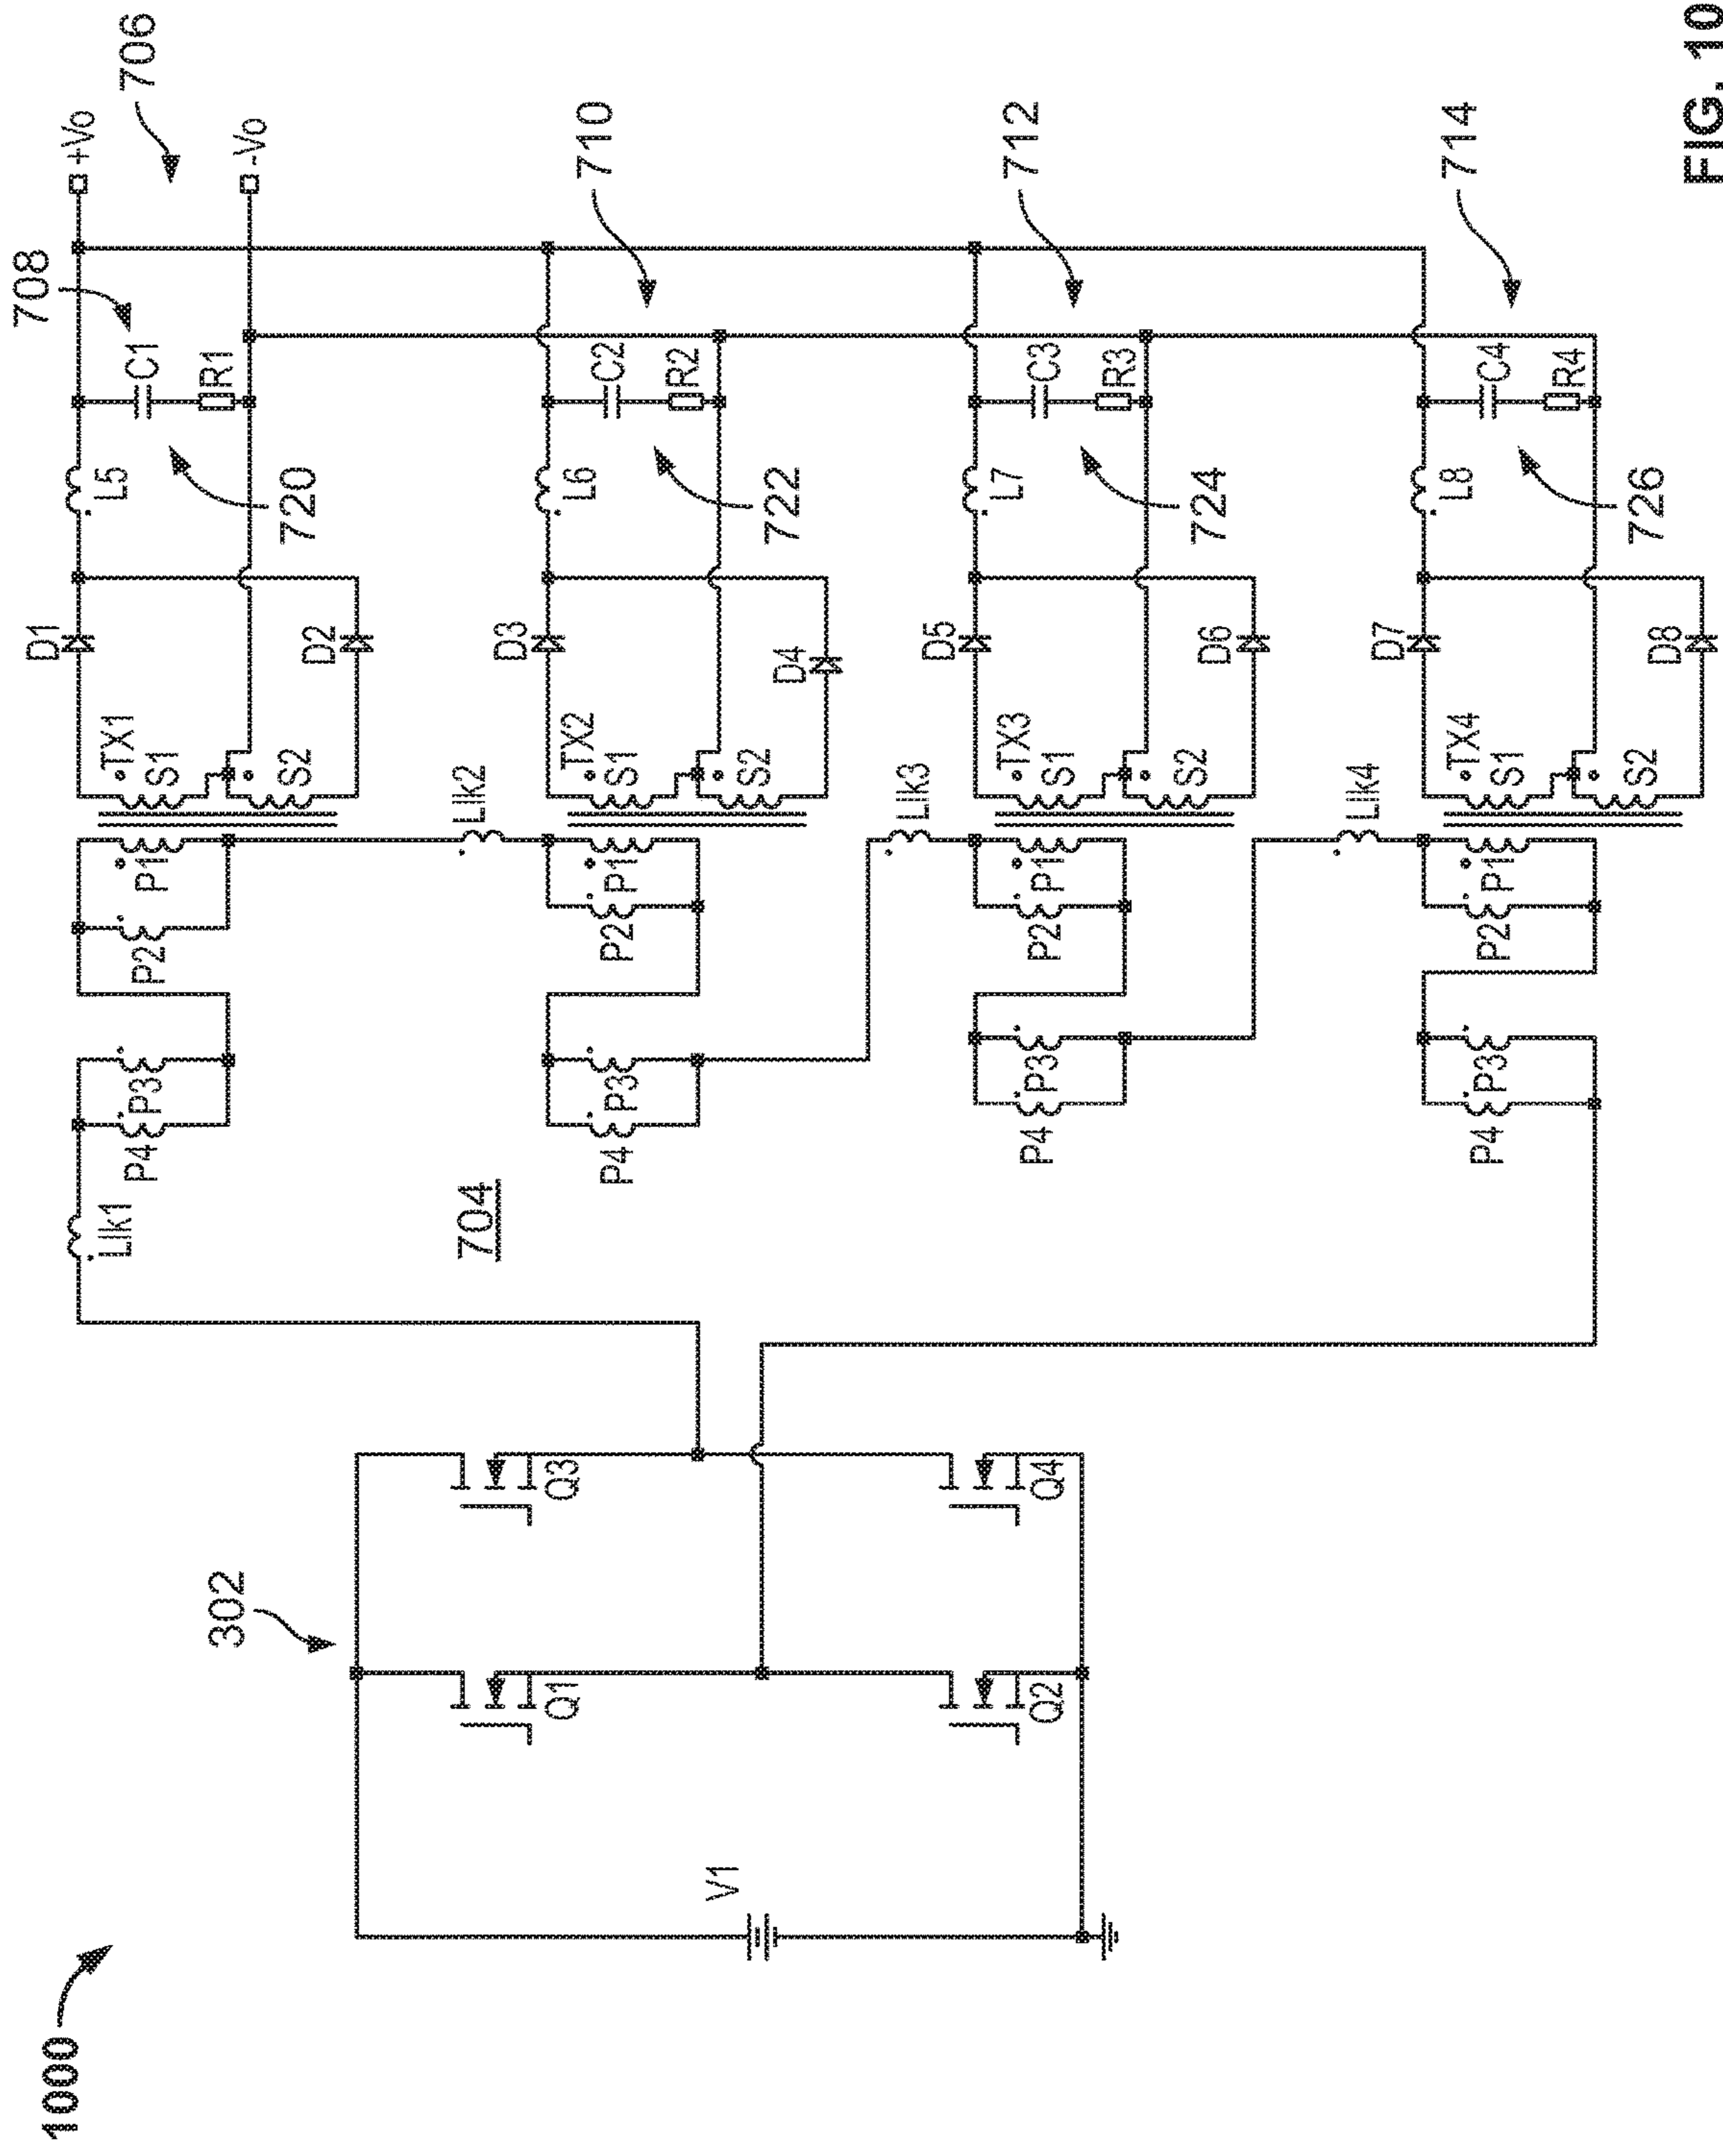 1000
302
V1
Q1
Q2
Q3
Q4
704
Llk1
P4
P3
P2
P1
TX1
S1
S2
D1
D2
L5
720
C1
R1
708
+Vo
-Vo
706
Llk2
P4
P3
P2
P1
TX2
S1
S2
D3
D4
L6
722
C2
R2
710
Llk3
P4
P3
P2
P1
TX3
S1
S2
D5
D6
L7
724
C3
R3
712
Llk4
P4
P3
P2
P1
TX4
S1
S2
D7
D8
L8
726
C4
R4
714
FIG. 10